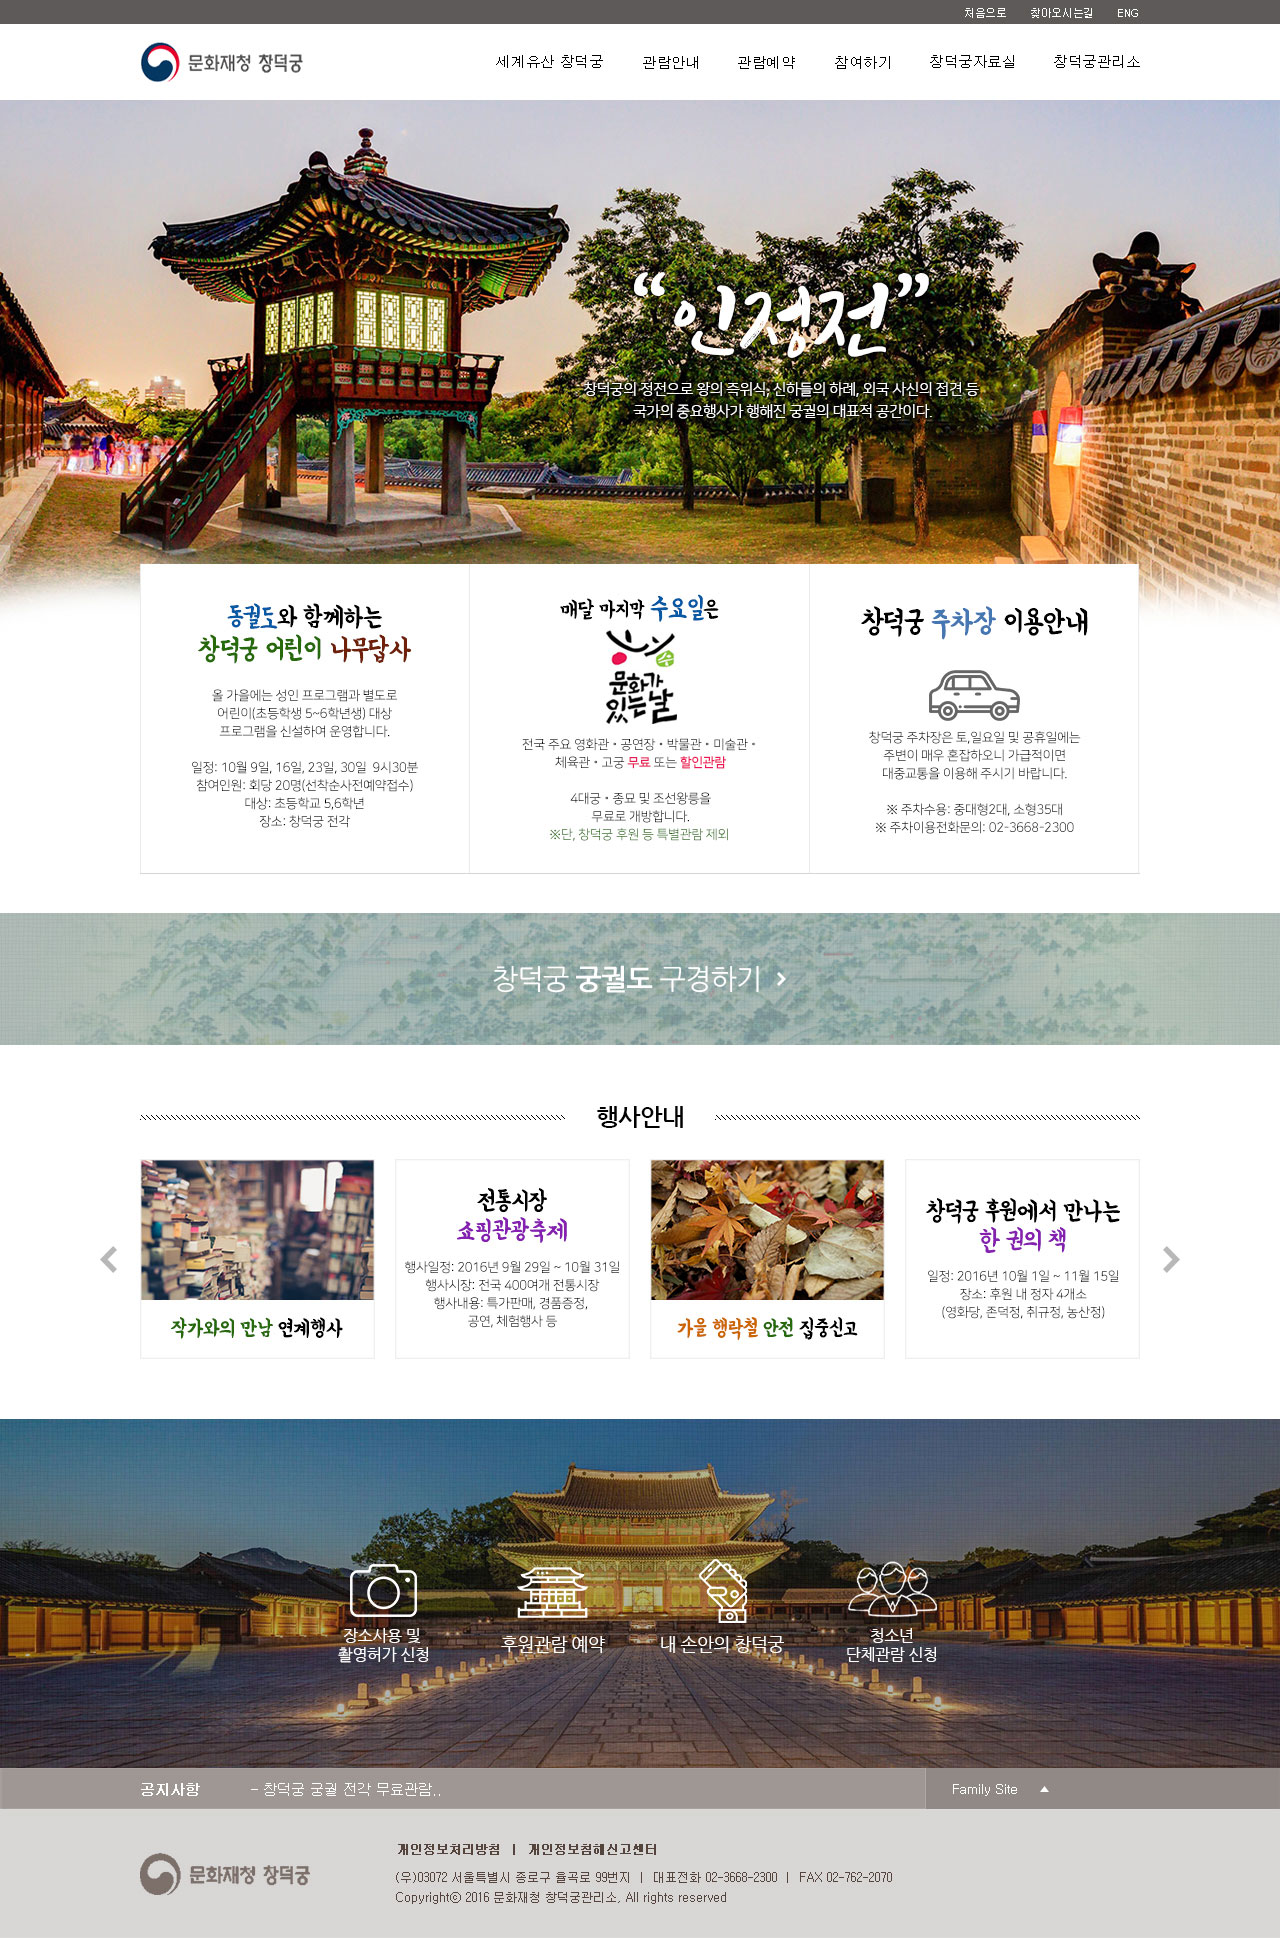 처음으로 찾아오시는길 ENG
문화재청 창덕궁
세계유산 창덕궁 관람안내 관람예약 참여하기 창덕궁자료실 창덕궁관리소
“인정전”
창덕궁의 정전으로 왕의 즉위식, 신하들의 하례, 외국 사신의 접견 등
국가의 중요행사가 행해진 궁궐의 대표적 공간이다.
동궐도와 함께하는
창덕궁 어린이 나무답사
올 가을에는 성인 프로그램과 별도로
어린이(초등학생 5~6학년생) 대상
프로그램을 신설하여 운영합니다.
일정: 10월 9일, 16일, 23일, 30일 9시30분
참여인원: 회당 20명(선착순사전예약접수)
대상: 초등학교 5,6학년
장소: 창덕궁 전각
매달 마지막 수요일은
문화가
있는날
전국 주요 영화관・공연장・박물관・미술관・
체육관・고궁 무료 또는 할인관람
4대궁・종묘 및 조선왕릉을
무료로 개방합니다.
※단, 창덕궁 후원 등 특별관람 제외
창덕궁 주차장 이용안내
창덕궁 주차장은 토,일요일 및 공휴일에는
주변이 매우 혼잡하오니 가급적이면
대중교통을 이용해 주시기 바랍니다.
※ 주차수용: 중대형2대, 소형35대
※ 주차이용전화문의: 02-3668-2300
창덕궁 궁궐도 구경하기
행사안내
작가와의 만남 연계행사
전통시장
쇼핑관광축제
행사일정: 2016년 9월 29일 ~ 10월 31일
행사시장: 전국 400여개 전통시장
행사내용: 특가판매, 경품증정,
공연, 체험행사 등
가을 행락철 안전 집중신고
창덕궁 후원에서 만나는
한 권의 책
일정: 2016년 10월 1일 ~ 11월 15일
장소: 후원 내 정자 4개소
(영화당, 존덕정, 취규정, 농산정)
장소사용 및
촬영허가 신청
후원관람 예약
내 손안의 창덕궁
청소년
단체관람 신청
공지사항 - 창덕궁 궁궐 전각 무료관람.. Family Site
문화재청 창덕궁
개인정보처리방침 | 개인정보침해신고센터
(우)03072 서울특별시 종로구 율곡로 99번지 | 대표전화 02-3668-2300 | FAX 02-762-2070
Copyrightⓒ 2016 문화재청 창덕궁관리소, All rights reserved